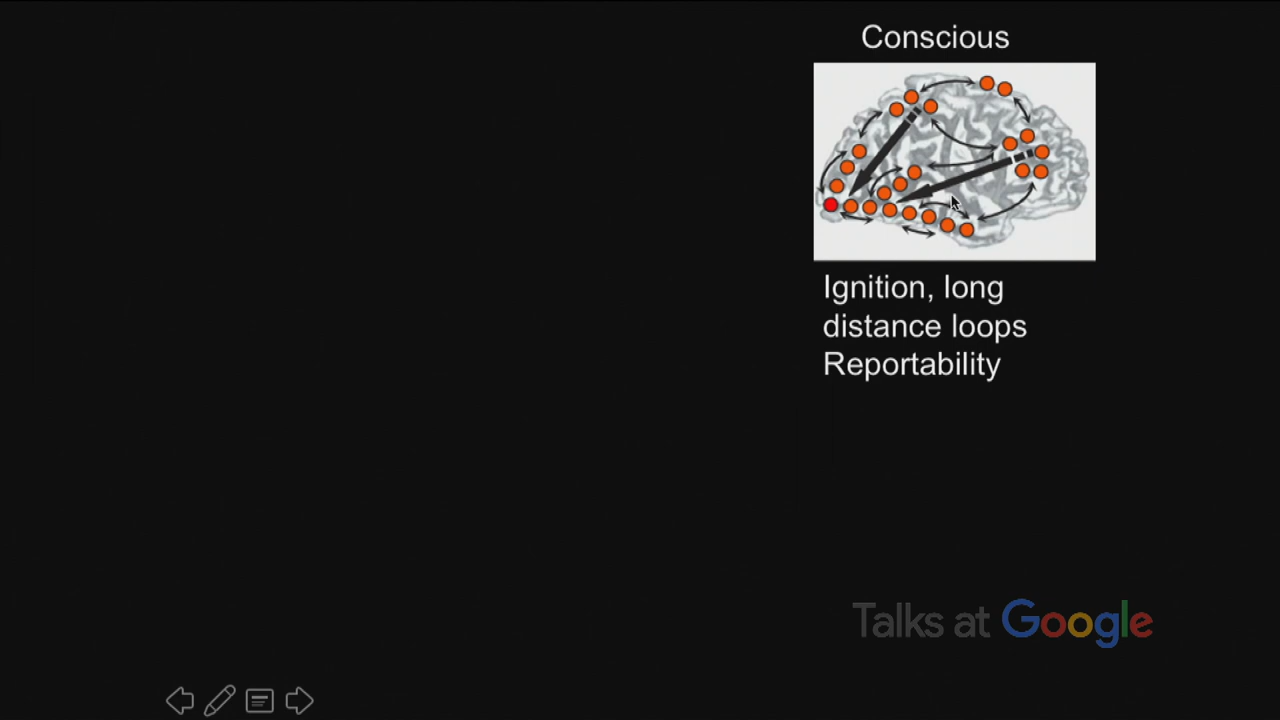 Conscious
Ignition, long
distance loops
Reportability
Talks at Google